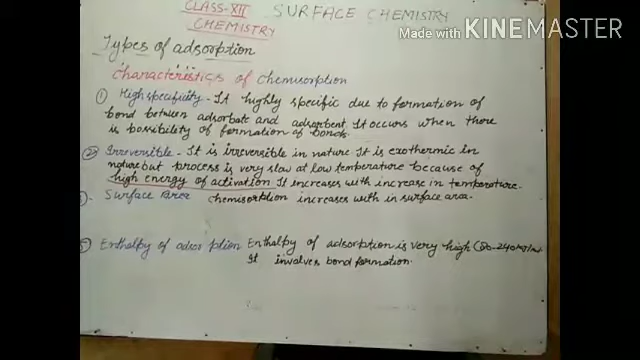 CLASS-XII SURFACE CHEMISTRY
CHEMISTRY
Made with KINEMASTER
Types of adsorption
Characteristics of chemisorption
① High specificity - It highly specific due to formation of
bond between adsorbate and adsorbent. It occurs when there
is possibility of formation of bonds.
② Irreversible - It is irreversible in nature It is exothermic in
nature but process is very slow at low temperature because of
high energy of activation It increases with increase in temperature.
Surface Area Chemisorption increases with in surface area.
Enthalpy of adsorption Enthalpy of adsorption is very high (80-240
It involves bond formation.